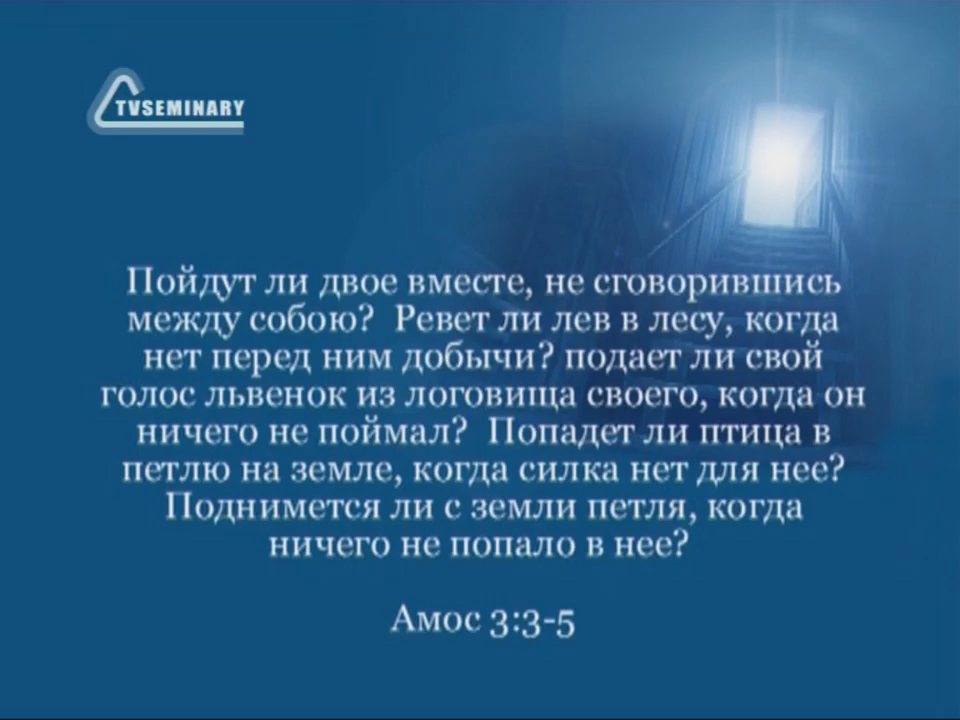 TVSEMINARY
Пойдут ли двое вместе, не сговорившись
между собою? Ревет ли лев в лесу, когда
нет перед ним добычи? подает ли свой
голос львенок из логовища своего, когда он
ничего не поймал? Попадет ли птица в
петлю на земле, когда силка нет для нее?
Поднимется ли с земли петля, когда
ничего не попало в нее?
Амос 3:3-5